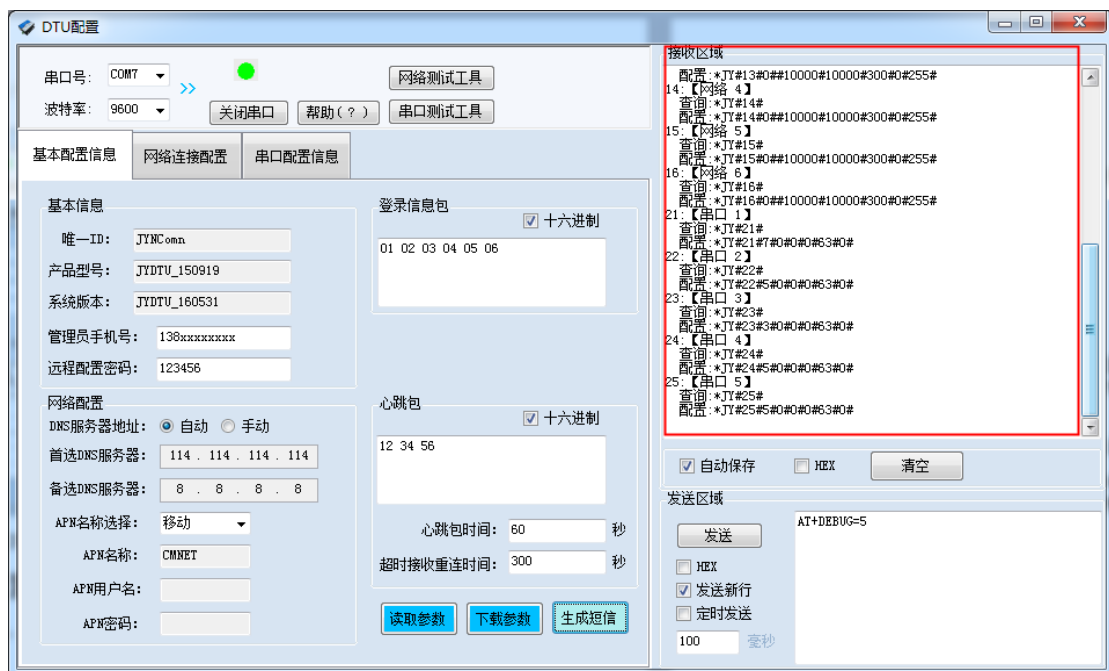 DTU配置
串口号: COM7
>>
波特率: 9600
关闭串口
帮助(?)
网络测试工具
串口测试工具
基本配置信息
网络连接配置
串口配置信息
基本信息
唯一ID: JYNComn
产品型号: JYDTU_150919
系统版本: JYDTU_160531
管理员手机号: 138xxxxxxxx
远程配置密码: 123456
网络配置
DNS服务器地址: 自动 手动
首选DNS服务器: 114 . 114 . 114 . 114
备选DNS服务器: 8 . 8 . 8 . 8
APN名称选择: 移动
APN名称: CMNET
APN用户名:
APN密码:
登录信息包
十六进制
01 02 03 04 05 06
心跳包
十六进制
12 34 56
心跳包时间: 60 秒
超时接收重连时间: 300 秒
读取参数
下载参数
生成短信
接收区域
配置:*JY#13#0##10000#10000#300#0#255#
14:【网络 4】
查询:*JY#14#
配置:*JY#14#0##10000#10000#300#0#255#
15:【网络 5】
查询:*JY#15#
配置:*JY#15#0##10000#10000#300#0#255#
16:【网络 6】
查询:*JY#16#
配置:*JY#16#0##10000#10000#300#0#255#
21:【串口 1】
查询:*JY#21#
配置:*JY#21#7#0#0#0#63#0#
22:【串口 2】
查询:*JY#22#
配置:*JY#22#5#0#0#0#63#0#
23:【串口 3】
查询:*JY#23#
配置:*JY#23#3#0#0#0#63#0#
24:【串口 4】
查询:*JY#24#
配置:*JY#24#5#0#0#0#63#0#
25:【串口 5】
查询:*JY#25#
配置:*JY#25#5#0#0#0#63#0#
自动保存
HEX
清空
发送区域
发送
HEX
发送新行
定时发送
100 毫秒
AT+DEBUG=5